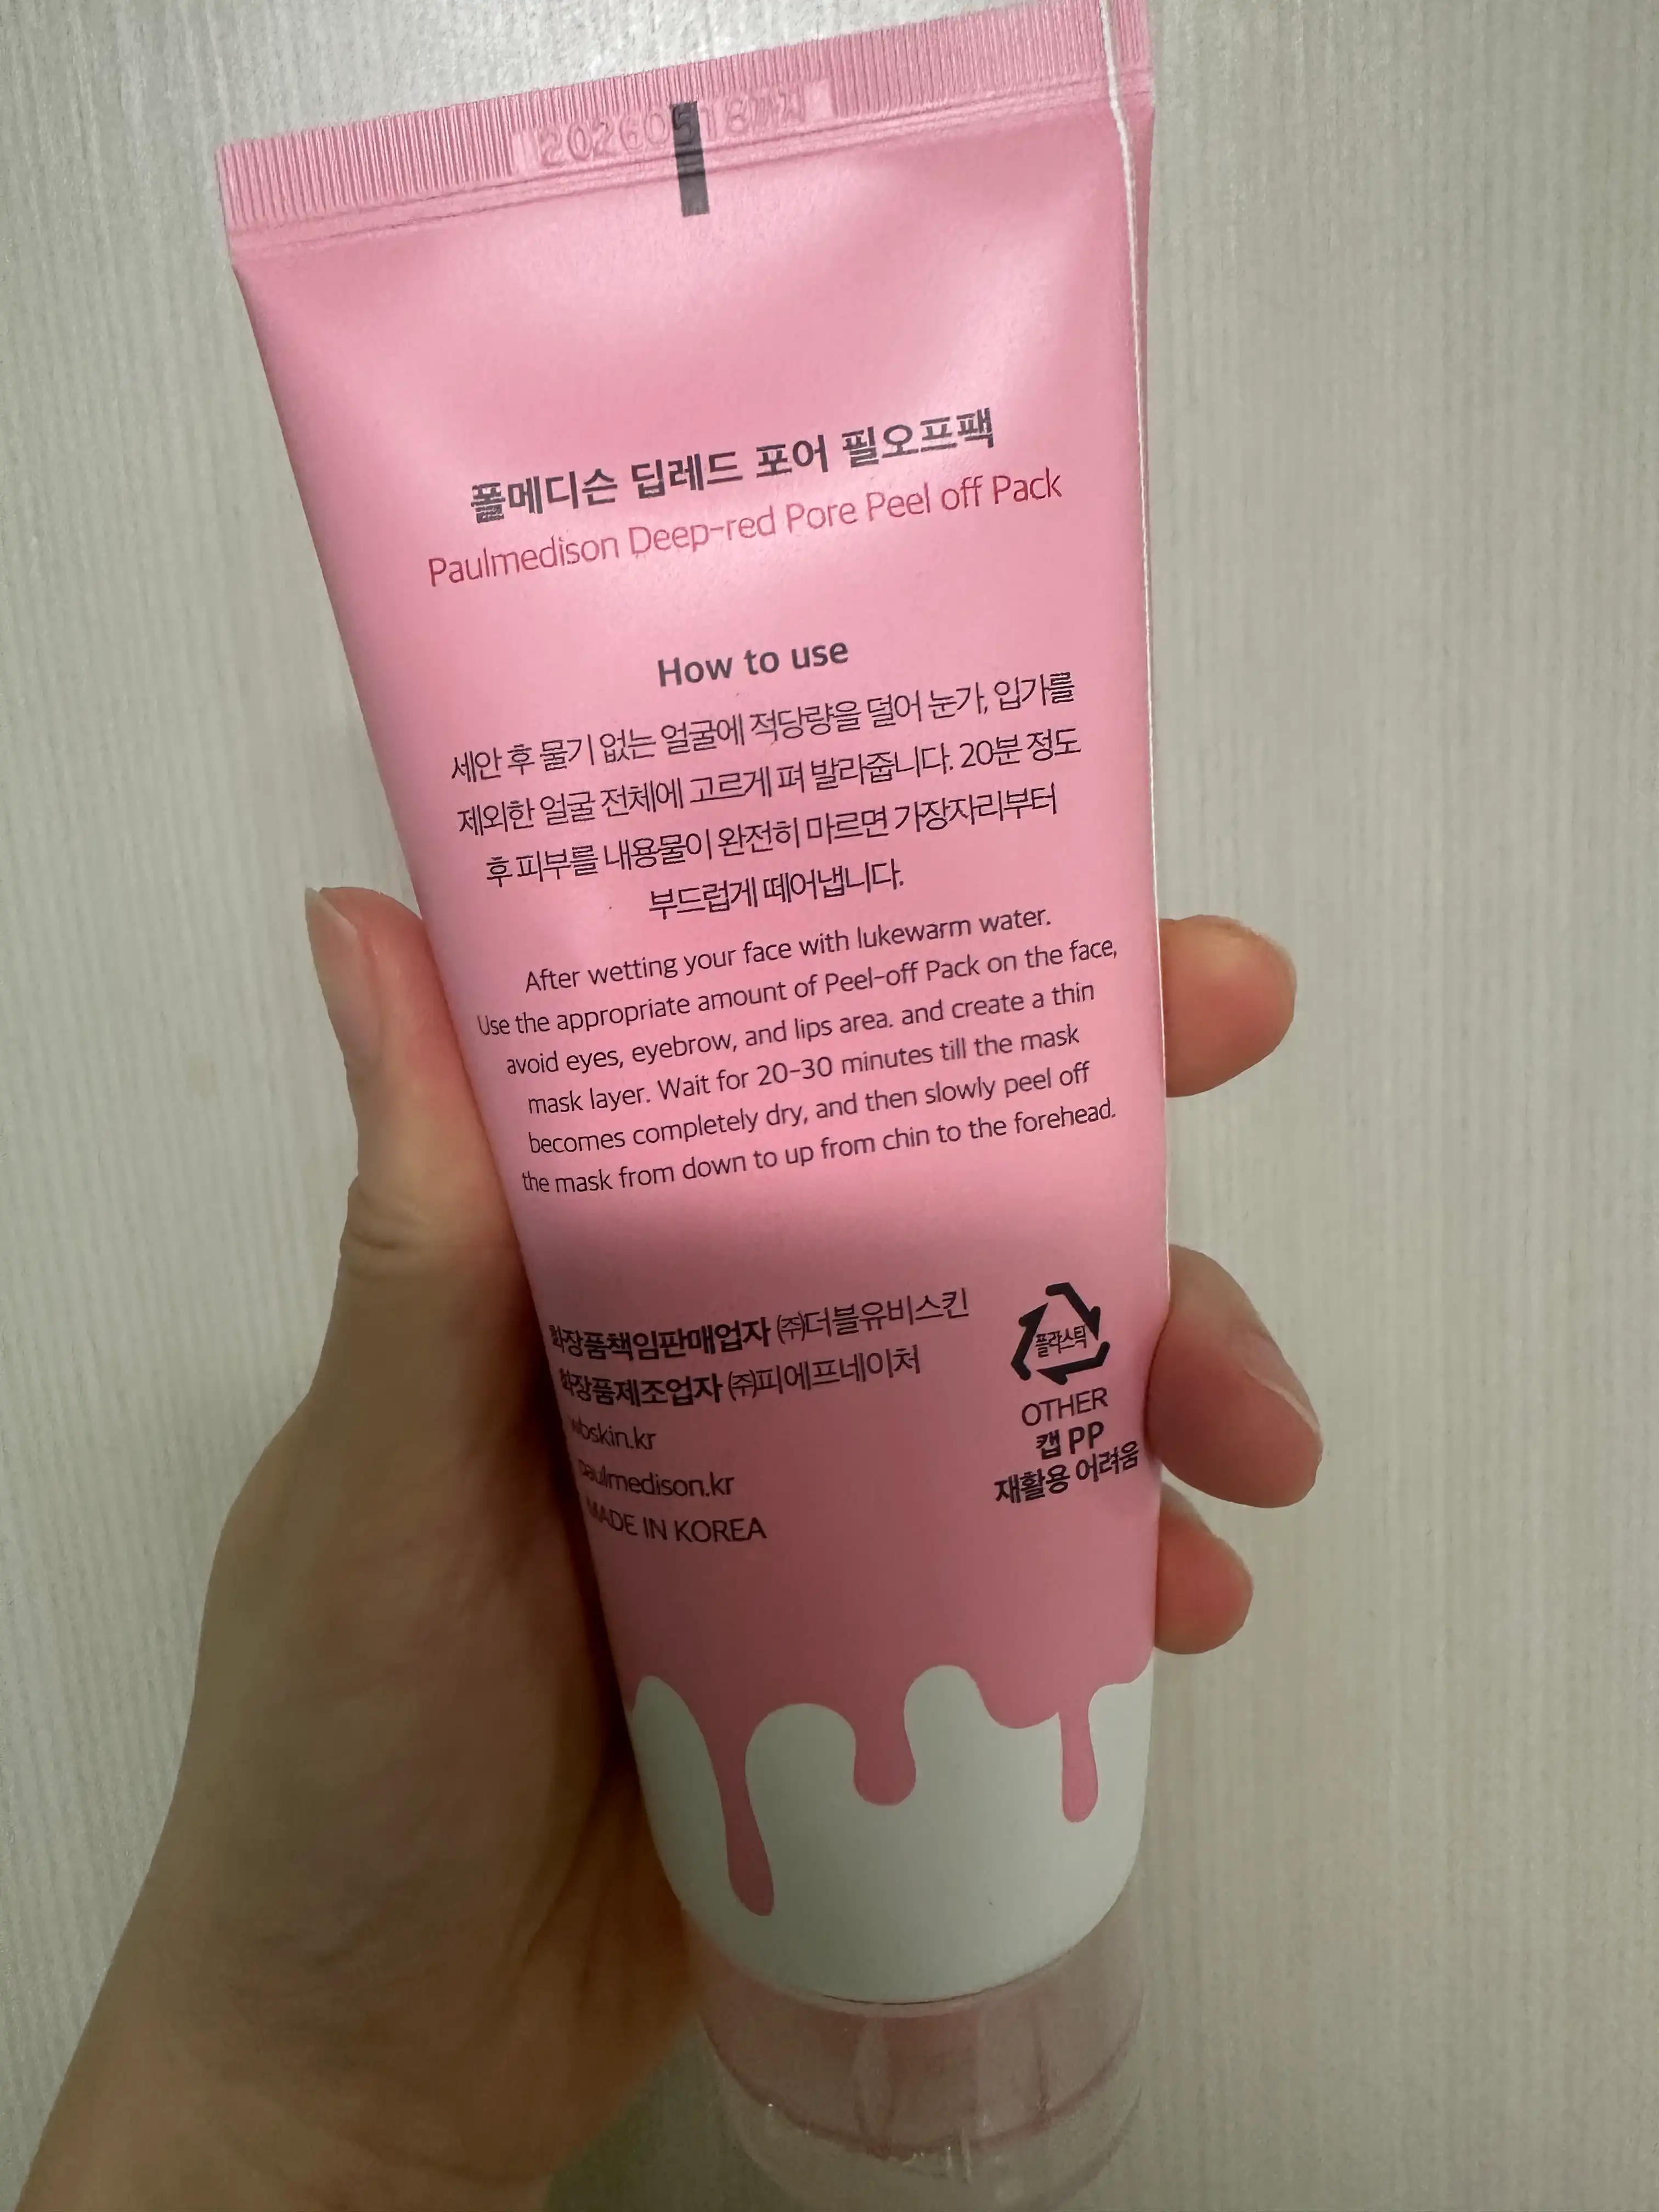 20260518까지
폴메디슨 딥레드 포어 필오프팩
Paulmedison Deep-red Pore Peel off Pack
How to use
세안 후 물기 없는 얼굴에 적당량을 덜어 눈가, 입가를
제외한 얼굴 전체에 고르게 펴 발라줍니다. 20분 정도
후 피부를 내용물이 완전히 마르면 가장자리부터
부드럽게 떼어냅니다.
After wetting your face with lukewarm water.
Use the appropriate amount of Peel-off Pack on the face,
avoid eyes, eyebrow, and lips area. and create a thin
mask layer. Wait for 20-30 minutes till the mask
becomes completely dry, and then slowly peel off
the mask from down to up from chin to the forehead.
화장품책임판매업자 ㈜더블유비스킨
화장품제조업자 ㈜피에프네이처
wbskin.kr
paulmedison.kr
MADE IN KOREA
플라스틱
OTHER
캡 PP
재활용 어려움